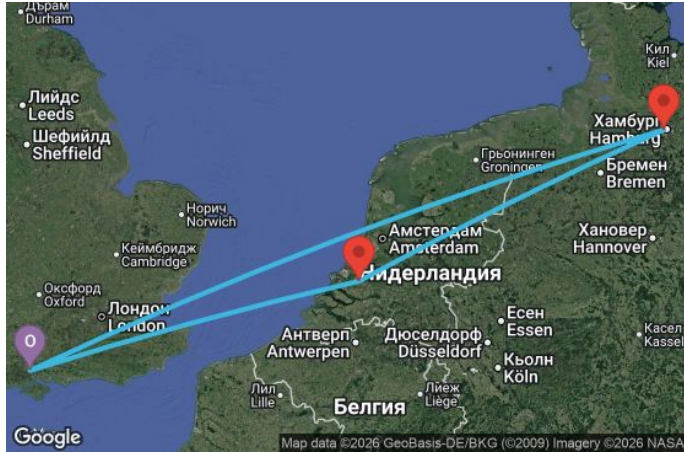 Дърам
Durham
Кил
Kiel
Лийдс
Leeds
Шефийлд
Sheffield
Хамбург
Hamburg
Грьонинген
Groningen
Бремен
Bremen
Норич
Norwich
Амстердам
Amsterdam
Хановер
Hannover
Кеймбридж
Cambridge
Нидерландия
Оксфорд
Oxford
Лондон
London
Есен
Essen
Антверп
Antwerpen
Дюселдорф
Düsseldorf
Касел
Kassel
O
Кьолн
Köln
Лил
Lille
Лиеж
Liège
Белгия
Google
Map data ©2026 GeoBasis-DE/BKG (©2009) Imagery ©2026 NASA